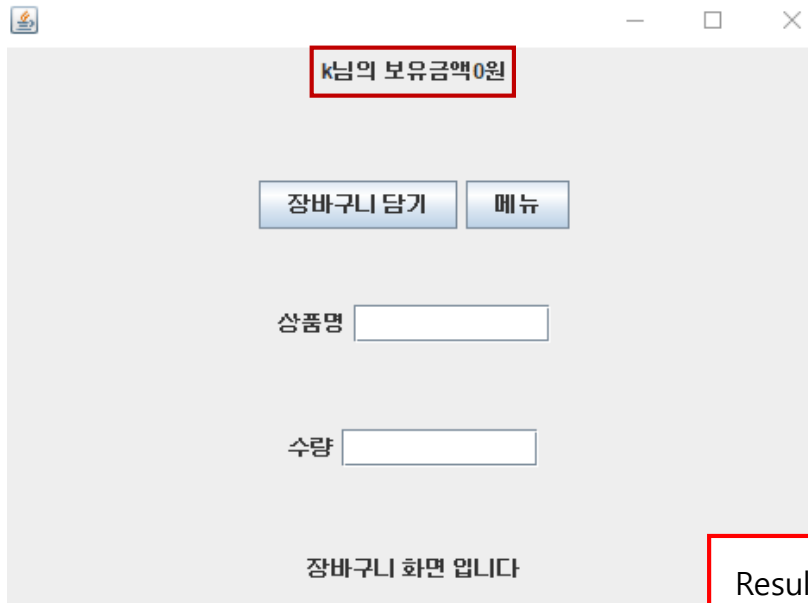 k님의 보유금액0원
장바구니 담기 메뉴
상품명
수량
장바구니 화면 입니다